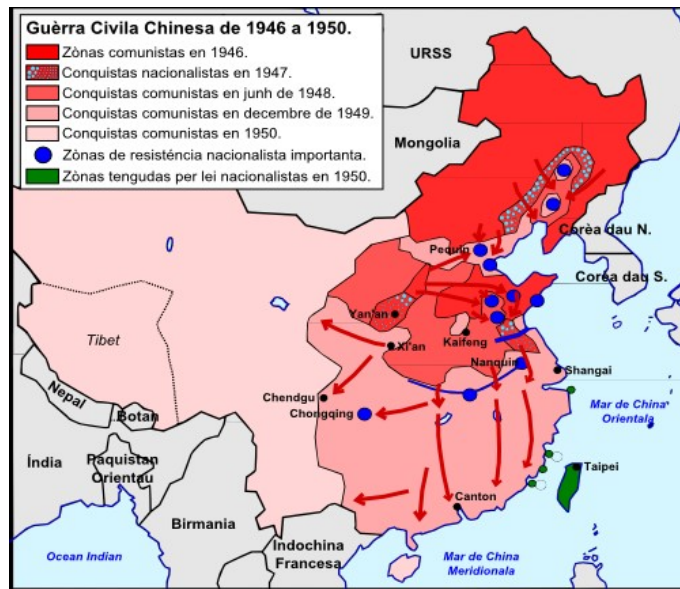 Guèrra Civila Chinesa de 1946 a 1950.
Zònas comunistas en 1946.
Conquistas nacionalistas en 1947.
Conquistas comunistas en junh de 1948.
Conquistas comunistas en decembre de 1949.
Conquistas comunistas en 1950.
Zònas de resisténcia nacionalista importanta.
Zònas tengudas per lei nacionalistas en 1950.
URSS
Mongolia
Corèa dau N.
Pequin
Corèa dau S.
Yan'an
Kaifeng
Xi'an
Tibet
Nanquin
Shangai
Chendgu
Nepal
Chongqing
Botan
Mar de China
Orientala
Índia
Paquistan
Orientau
Taipei
Canton
Birmania
Indochina
Francesa
Ocean Indian
Mar de China
Meridionala